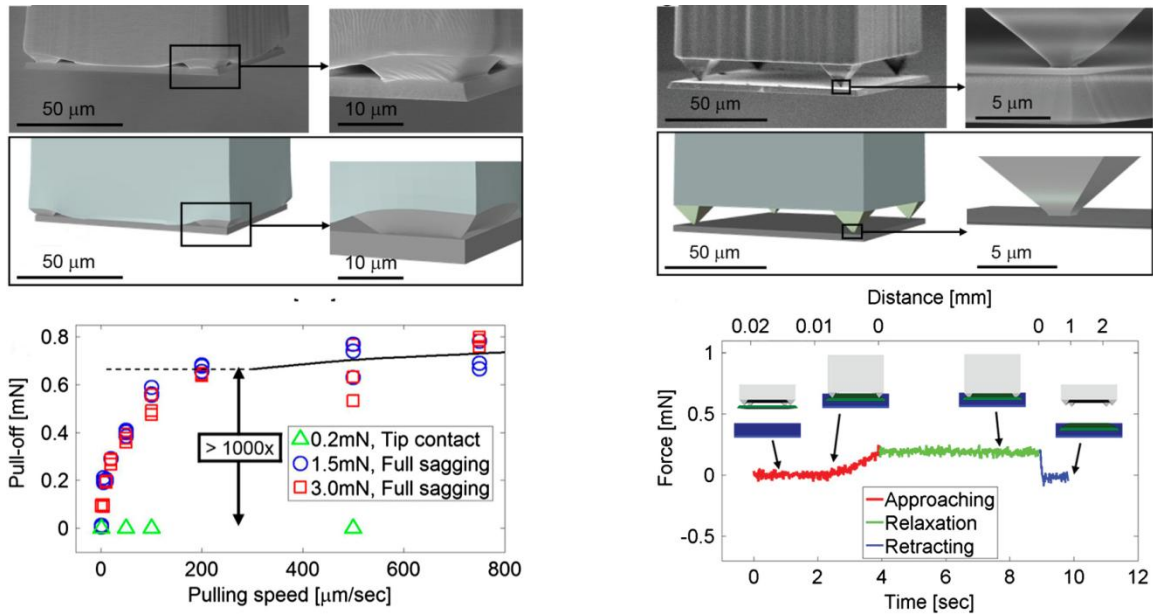 50 μm
10 μm
50 μm
10 μm
50 μm
5 μm
50 μm
5 μm
Pull-off [mN]
0.8
0.6
0.4
0.2
0
> 1000x
0.2mN, Tip contact
1.5mN, Full sagging
3.0mN, Full sagging
0 200 400 600 800
Pulling speed [μm/sec]
Distance [mm]
0.02 0.01 0 0 1 2
Force [mN]
1
0.5
0
-0.5
Approaching
Relaxation
Retracting
0 2 4 6 8 10 12
Time [sec]